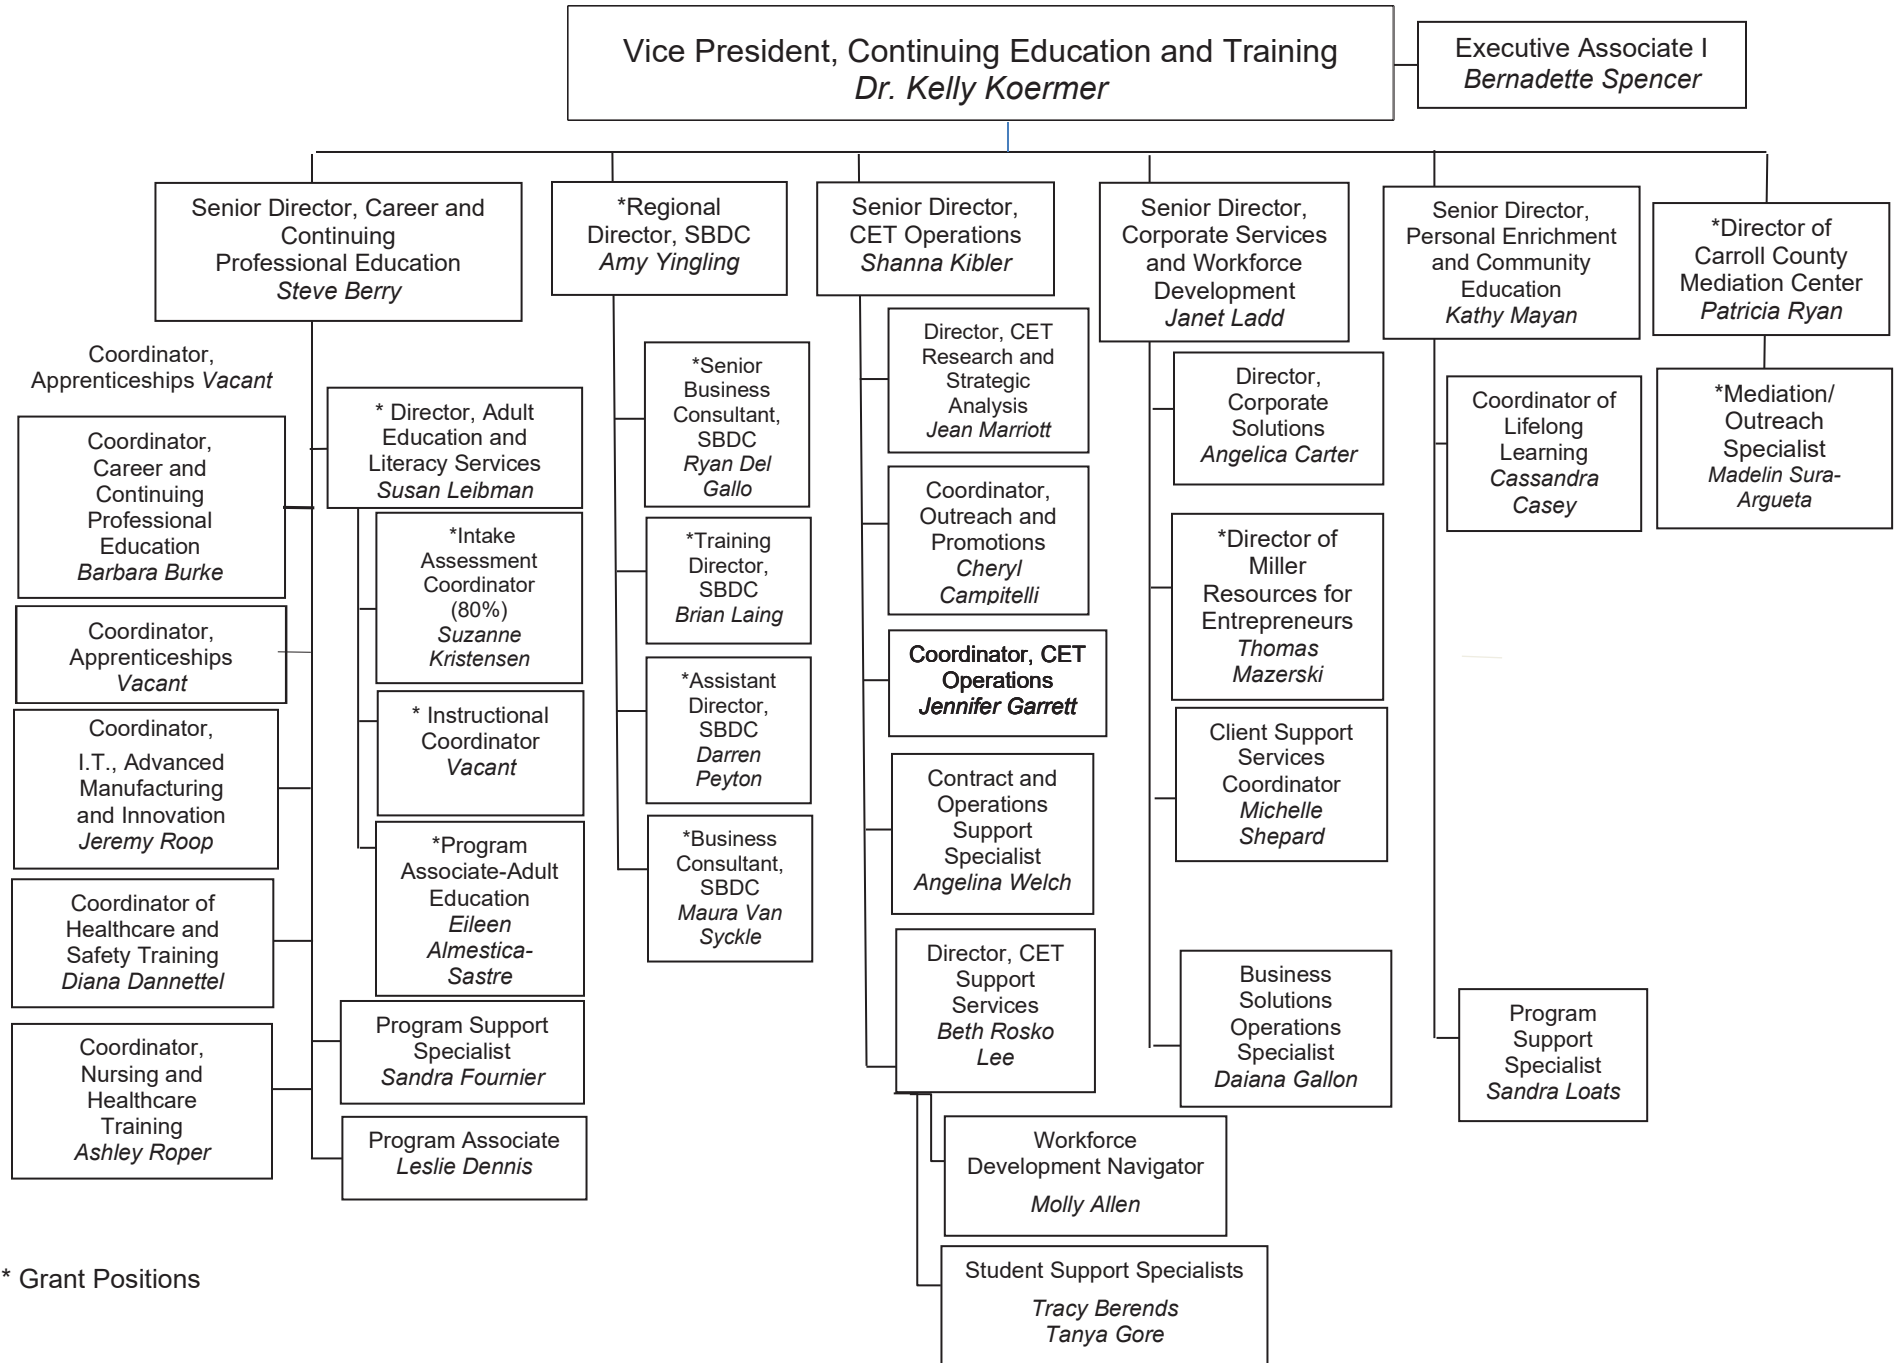 Vice President, Continuing Education and Training
Dr. Kelly Koermer
Executive Associate I
Bernadette Spencer
Senior Director, Career and
Continuing
Professional Education
Steve Berry
Coordinator,
Apprenticeships Vacant
Coordinator,
Career and
Continuing
Professional
Education
Barbara Burke
Coordinator,
Apprenticeships
Vacant
Coordinator,
I.T., Advanced
Manufacturing
and Innovation
Jeremy Roop
Coordinator of
Healthcare and
Safety Training
Diana Dannettel
Coordinator,
Nursing and
Healthcare
Training
Ashley Roper
* Director, Adult
Education and
Literacy Services
Susan Leibman
*Intake
Assessment
Coordinator
(80%)
Suzanne
Kristensen
* Instructional
Coordinator
Vacant
*Program
Associate-Adult
Education
Eileen
Almestica-
Sastre
Program Support
Specialist
Sandra Fournier
Program Associate
Leslie Dennis
*Regional
Director, SBDC
Amy Yingling
*Senior
Business
Consultant,
SBDC
Ryan Del
Gallo
*Training
Director,
SBDC
Brian Laing
*Assistant
Director,
SBDC
Darren
Peyton
*Business
Consultant,
SBDC
Maura Van
Syckle
Senior Director,
CET Operations
Shanna Kibler
Director, CET
Research and
Strategic
Analysis
Jean Marriott
Coordinator,
Outreach and
Promotions
Cheryl
Campitelli
Coordinator, CET
Operations
Jennifer Garrett
Contract and
Operations
Support
Specialist
Angelina Welch
Director, CET
Support
Services
Beth Rosko
Lee
Workforce
Development Navigator
Molly Allen
Student Support Specialists
Tracy Berends
Tanya Gore
Senior Director,
Corporate Services
and Workforce
Development
Janet Ladd
Director,
Corporate
Solutions
Angelica Carter
*Director of
Miller
Resources for
Entrepreneurs
Thomas
Mazerski
Client Support
Services
Coordinator
Michelle
Shepard
Business
Solutions
Operations
Specialist
Daiana Gallon
Senior Director,
Personal Enrichment
and Community
Education
Kathy Mayan
Coordinator of
Lifelong
Learning
Cassandra
Casey
Program
Support
Specialist
Sandra Loats
*Director of
Carroll County
Mediation Center
Patricia Ryan
*Mediation/
Outreach
Specialist
Madelin Sura-
Argueta
* Grant Positions